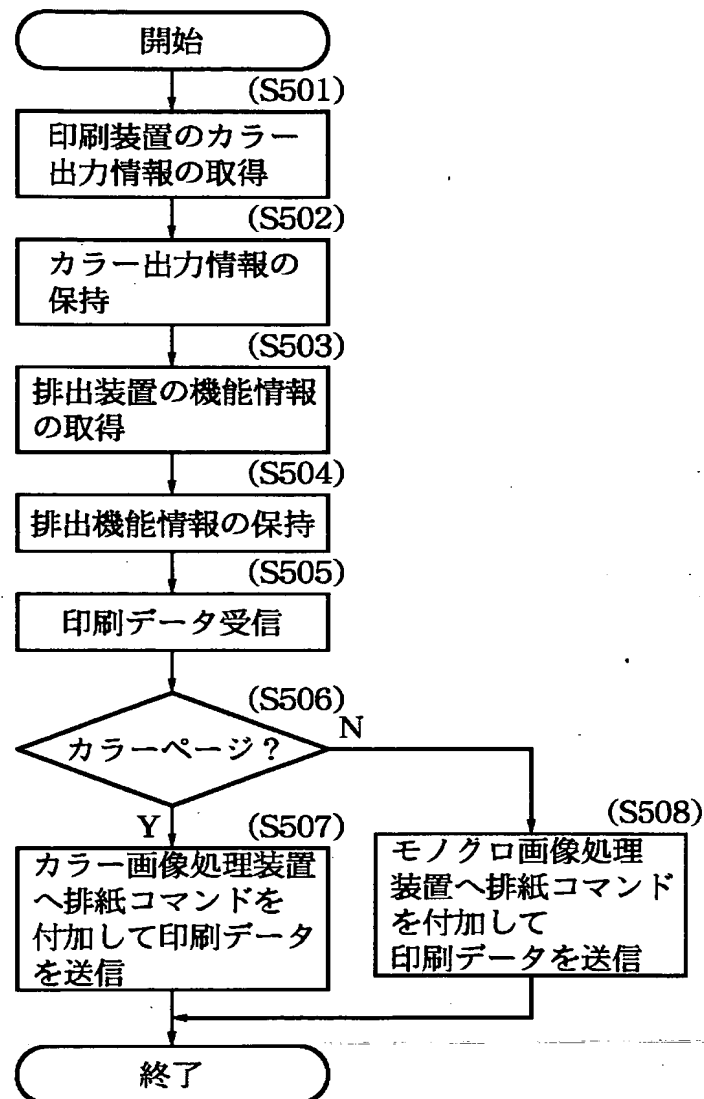 開始
(S501)
印刷装置のカラー
出力情報の取得
(S502)
カラー出力情報の
保持
(S503)
排出装置の機能情報
の取得
(S504)
排出機能情報の保持
(S505)
印刷データ受信
(S506)
カラーページ?
N
Y
(S507)
カラー画像処理装置
へ排紙コマンドを
付加して印刷データ
を送信
(S508)
モノクロ画像処理
装置へ排紙コマンド
を付加して
印刷データを送信
終了